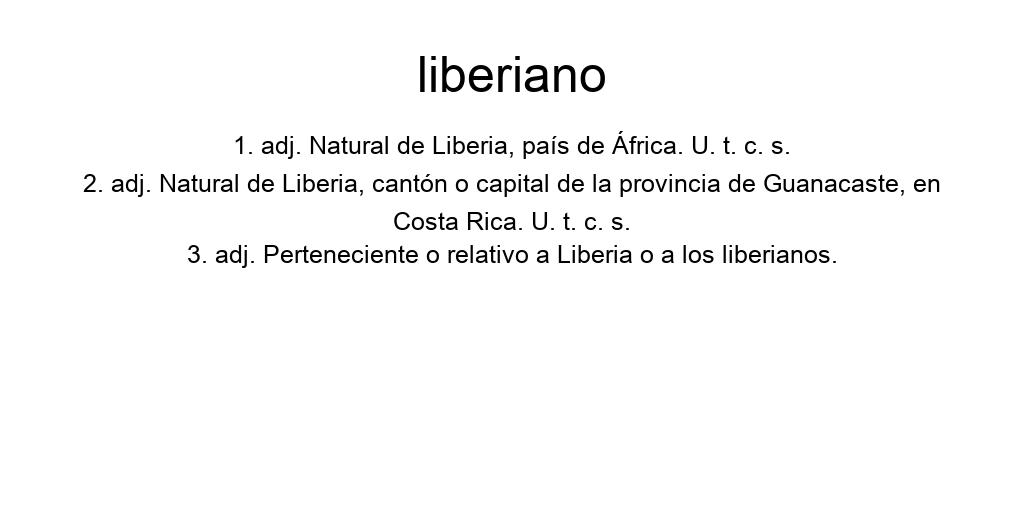 liberiano
1. adj. Natural de Liberia, país de África. U. t. c. s.
2. adj. Natural de Liberia, cantón o capital de la provincia de Guanacaste, en
Costa Rica. U. t. c. s.
3. adj. Perteneciente o relativo a Liberia o a los liberianos.